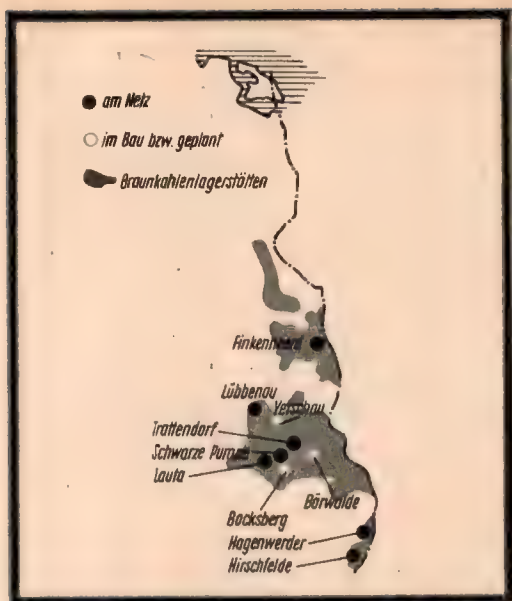 am Netz
im Bau bzw. geplant
Braunkohlenlagerstätten
Finkenheerd
Lübbenau
Vetschau
Trattendorf
Schwarze Pumpe
Lauta
Bärwalde
Boxberg
Hagenwerder
Hirschfelde